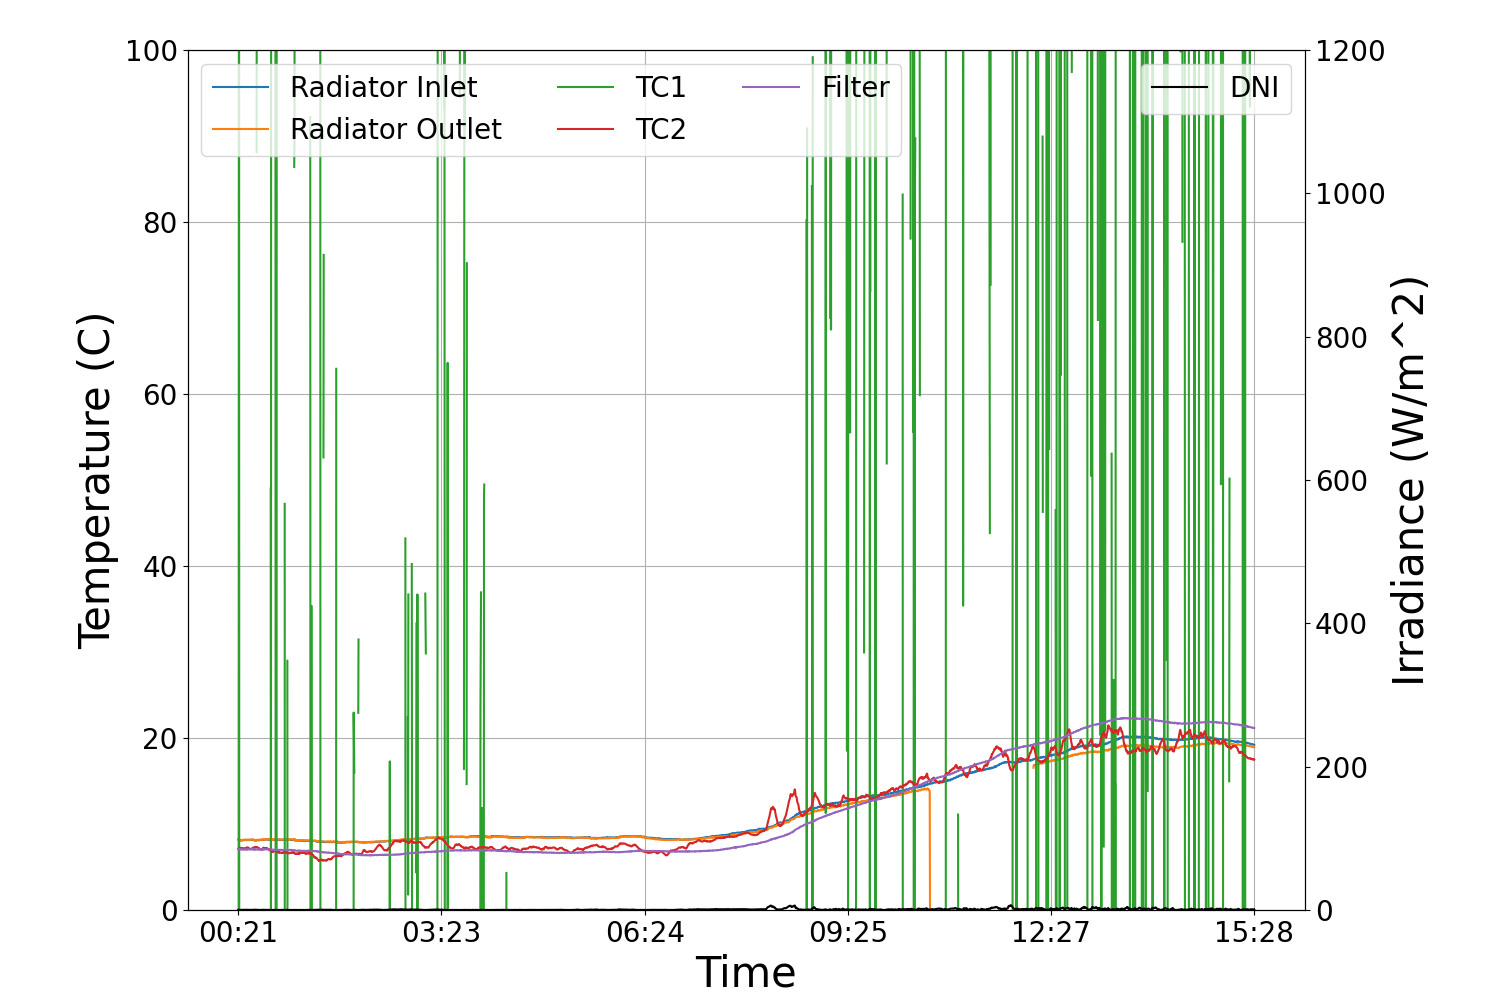 100
80
60
40
20
0
Temperature (C)
Radiator Inlet
Radiator Outlet
TC1
TC2
Filter
DNI
1200
1000
800
600
400
200
0
Irradiance (W/m^2)
00:21
03:23
06:24
09:25
12:27
15:28
Time